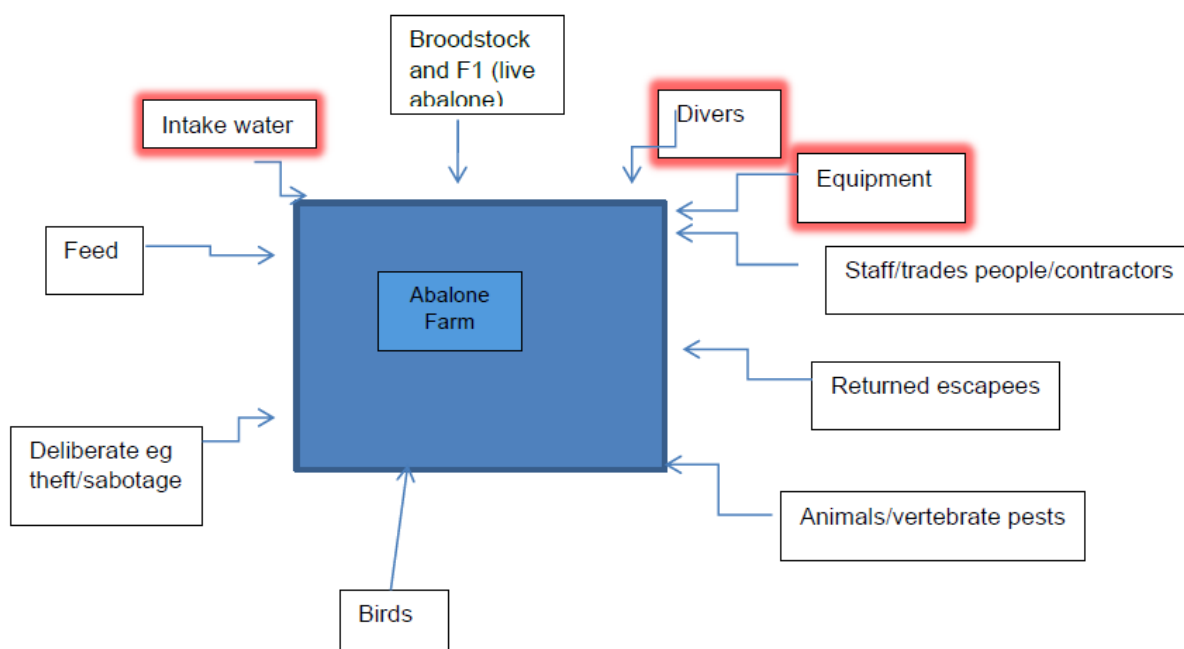 Broodstock
and F1 (live
abalone)
Intake water
Divers
Equipment
Feed
Staff/trades people/contractors
Abalone
Farm
Returned escapees
Deliberate eg
theft/sabotage
Animals/vertebrate pests
Birds